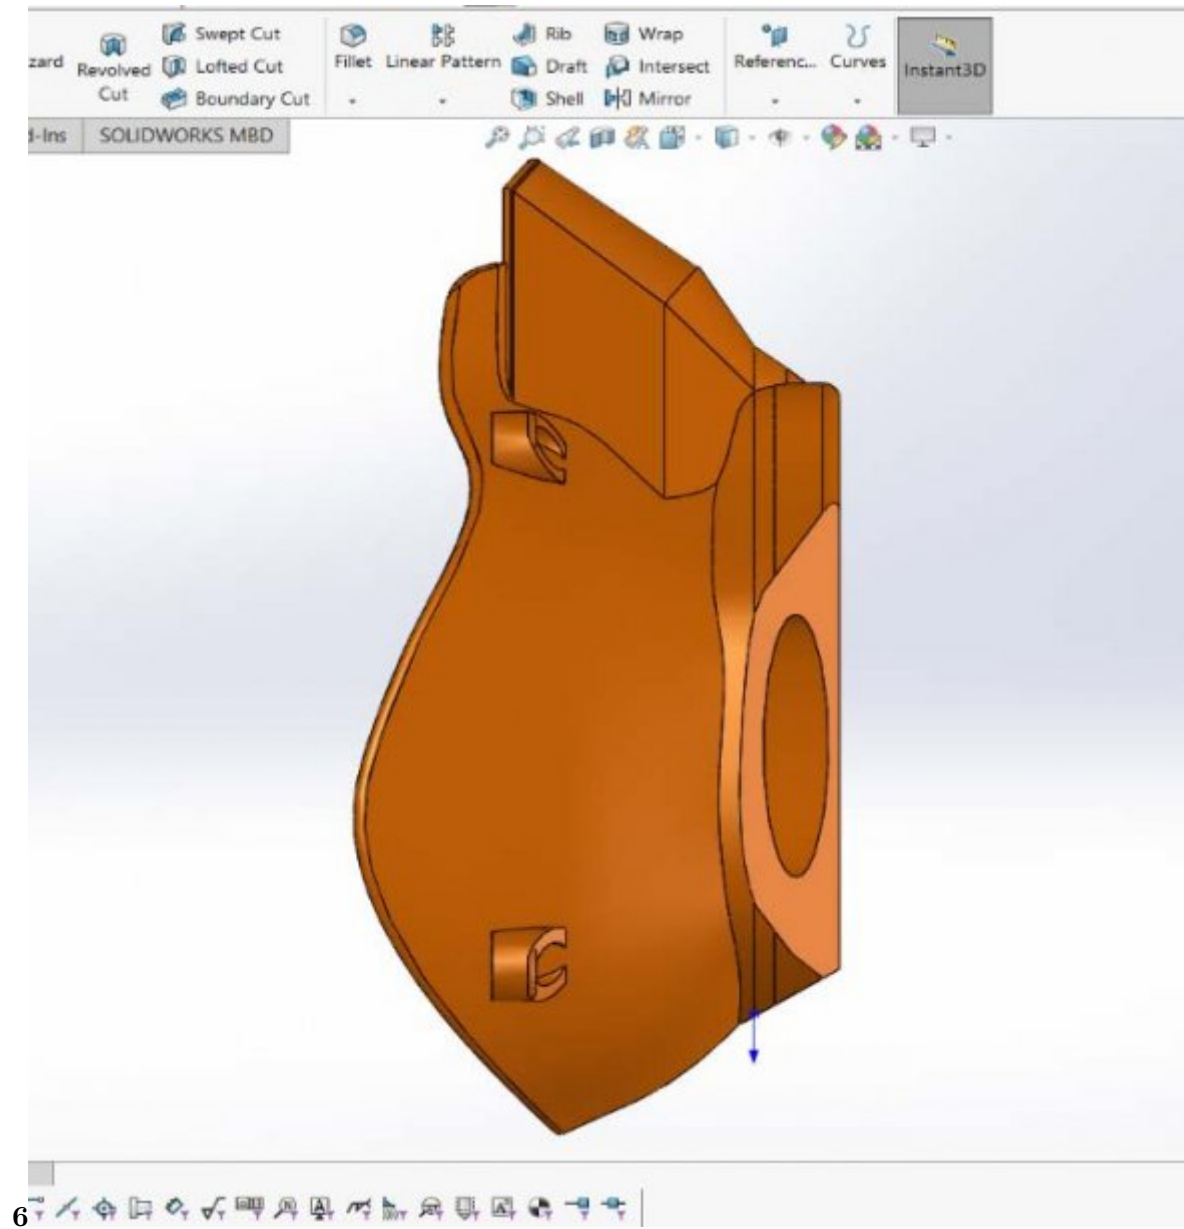 zard
Revolved Cut
Swept Cut
Lofted Cut
Boundary Cut
Fillet
Linear Pattern
Rib
Draft
Shell
Wrap
Intersect
Mirror
Referenc...
Curves
Instant3D
d-Ins
SOLIDWORKS MBD
6